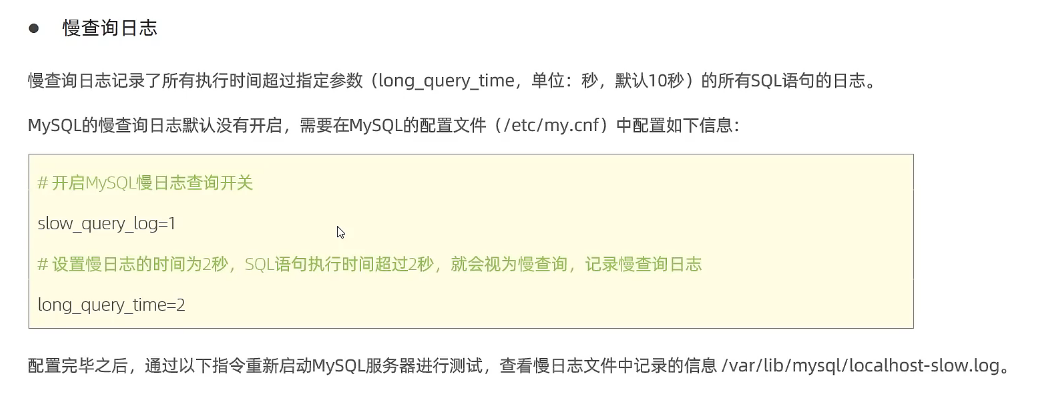 ● 慢查询日志
慢查询日志记录了所有执行时间超过指定参数（long_query_time，单位：秒，默认10秒）的所有SQL语句的日志。
MySQL的慢查询日志默认没有开启，需要在MySQL的配置文件（/etc/my.cnf）中配置如下信息：
# 开启MySQL慢日志查询开关
slow_query_log=1
# 设置慢日志的时间为2秒，SQL语句执行时间超过2秒，就会视为慢查询，记录慢查询日志
long_query_time=2
配置完毕之后，通过以下指令重新启动MySQL服务器进行测试，查看慢日志文件中记录的信息 /var/lib/mysql/localhost-slow.log。